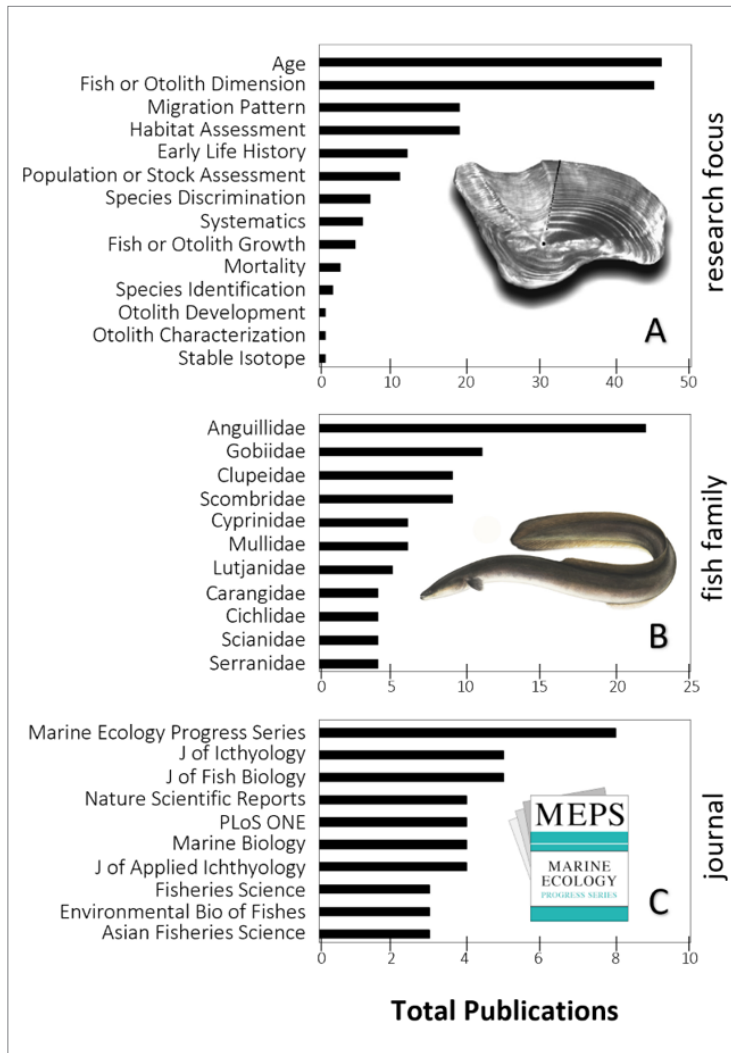 Age
Fish or Otolith Dimension
Migration Pattern
Habitat Assessment
Early Life History
Population or Stock Assessment
Species Discrimination
Systematics
Fish or Otolith Growth
Mortality
Species Identification
Otolith Development
Otolith Characterization
Stable Isotope
0 10 20 30 40 50
A
research focus
Anguillidae
Gobiidae
Clupeidae
Scombridae
Cyprinidae
Mullidae
Lutjanidae
Carangidae
Cichlidae
Scianidae
Serranidae
0 5 10 15 20 25
B
fish family
Marine Ecology Progress Series
J of Icthyology
J of Fish Biology
Nature Scientific Reports
PLoS ONE
Marine Biology
J of Applied Ichthyology
Fisheries Science
Environmental Bio of Fishes
Asian Fisheries Science
0 2 4 6 8 10
MEPS
MARINE
ECOLOGY
PROGRESS SERIES
C
journal
Total Publications